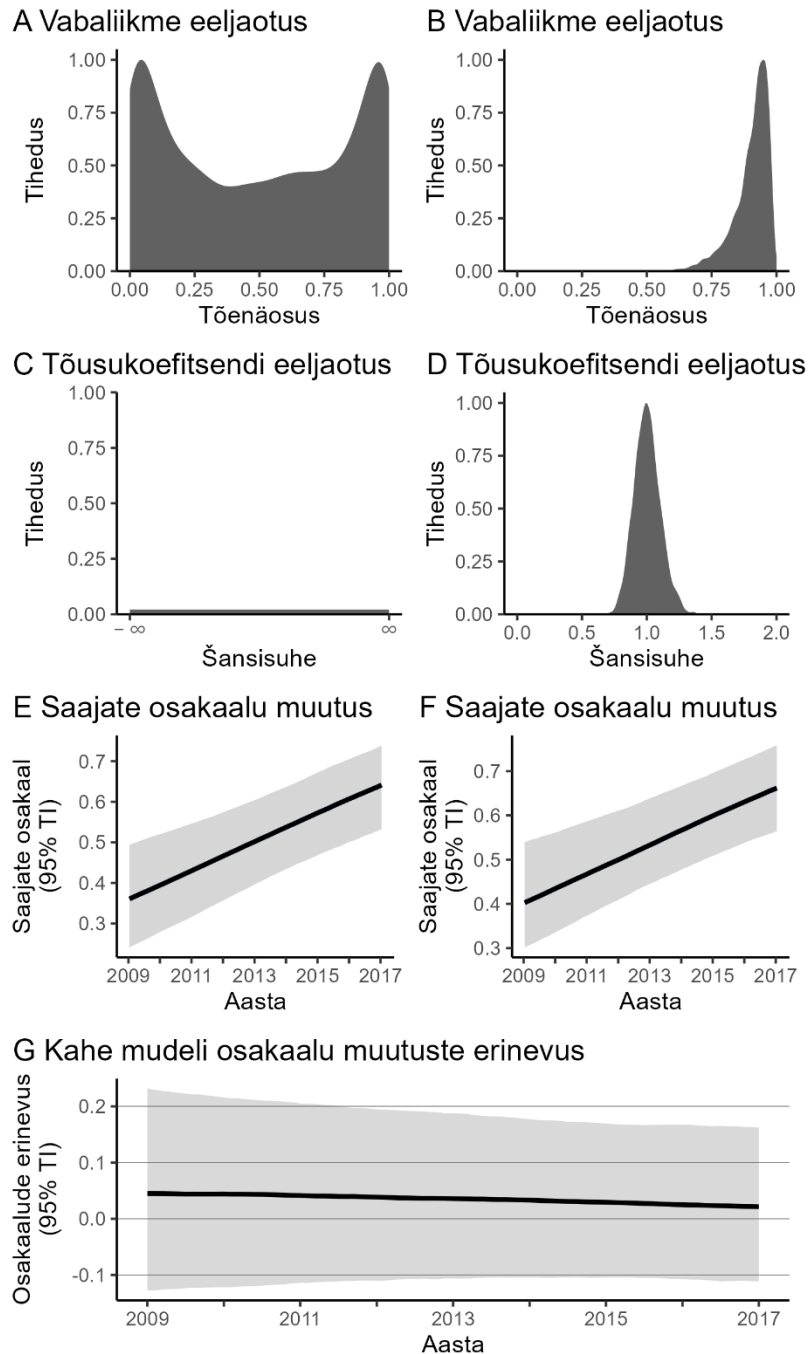 A Vabaliikme eeljaotus
Tihedus
1.00
0.75
0.50
0.25
0.00
0.00 0.25 0.50 0.75 1.00
Tõenäosus
B Vabaliikme eeljaotus
Tihedus
1.00
0.75
0.50
0.25
0.00
0.00 0.25 0.50 0.75 1.00
Tõenäosus
C Tõusukoefitsendi eeljaotus
Tihedus
1.00
0.75
0.50
0.25
0.00
− ∞ ∞
Šansisuhe
D Tõusukoefitsendi eeljaotus
Tihedus
1.00
0.75
0.50
0.25
0.00
0.0 0.5 1.0 1.5 2.0
Šansisuhe
E Saajate osakaalu muutus
Saajate osakaal
(95% TI)
0.7
0.6
0.5
0.4
0.3
2009 2011 2013 2015 2017
Aasta
F Saajate osakaalu muutus
Saajate osakaal
(95% TI)
0.7
0.6
0.5
0.4
0.3
2009 2011 2013 2015 2017
Aasta
G Kahe mudeli osakaalu muutuste erinevus
Osakaalude erinevus
(95% TI)
0.2
0.1
0.0
-0.1
2009 2011 2013 2015 2017
Aasta